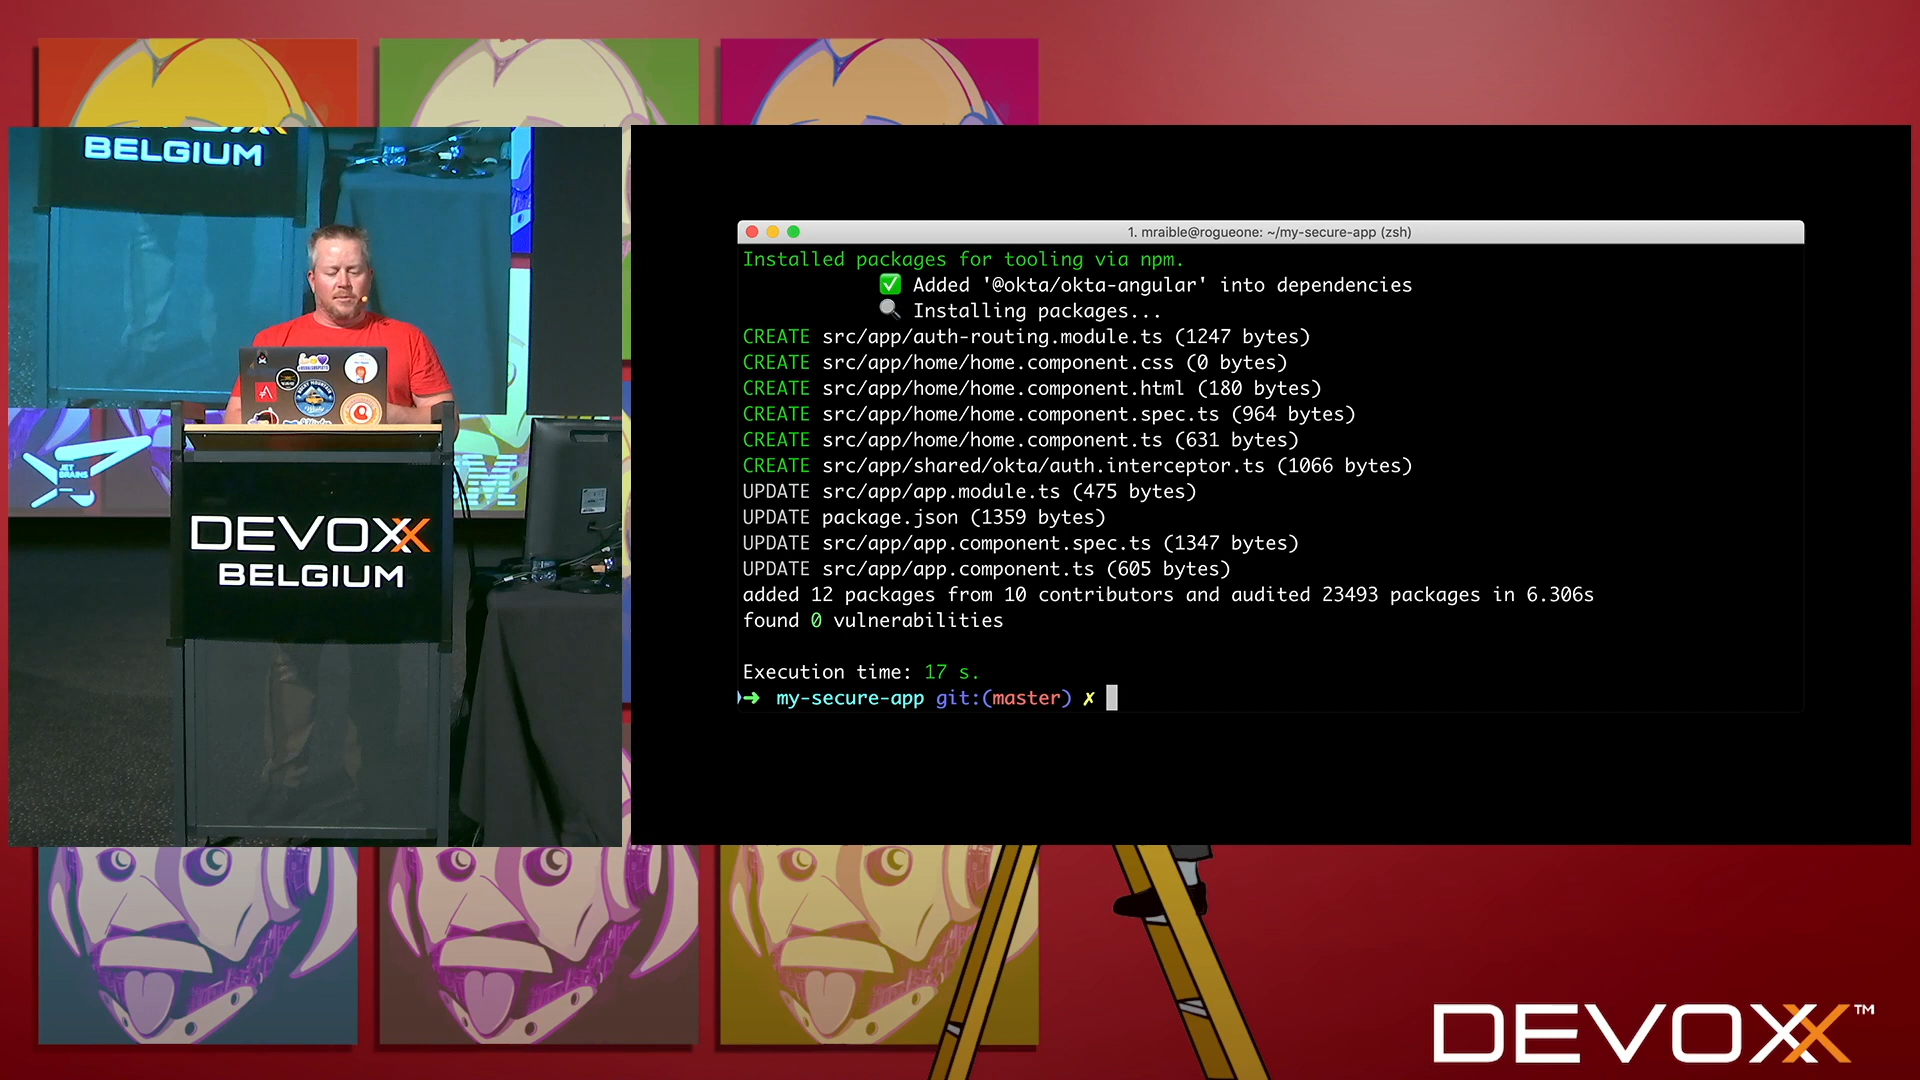 BELGIUM
JET
BRAINS
DEVOXX
BELGIUM
1. mraible@rogueone: ~/my-secure-app (zsh)
Installed packages for tooling via npm.
✅ Added '@okta/okta-angular' into dependencies
🔍 Installing packages...
CREATE src/app/auth-routing.module.ts (1247 bytes)
CREATE src/app/home/home.component.css (0 bytes)
CREATE src/app/home/home.component.html (180 bytes)
CREATE src/app/home/home.component.spec.ts (964 bytes)
CREATE src/app/home/home.component.ts (631 bytes)
CREATE src/app/shared/okta/auth.interceptor.ts (1066 bytes)
UPDATE src/app/app.module.ts (475 bytes)
UPDATE package.json (1359 bytes)
UPDATE src/app/app.component.spec.ts (1347 bytes)
UPDATE src/app/app.component.ts (605 bytes)
added 12 packages from 10 contributors and audited 23493 packages in 6.306s
found 0 vulnerabilities
Execution time: 17 s.
➜ my-secure-app git:(master) ✗
DEVOXX™